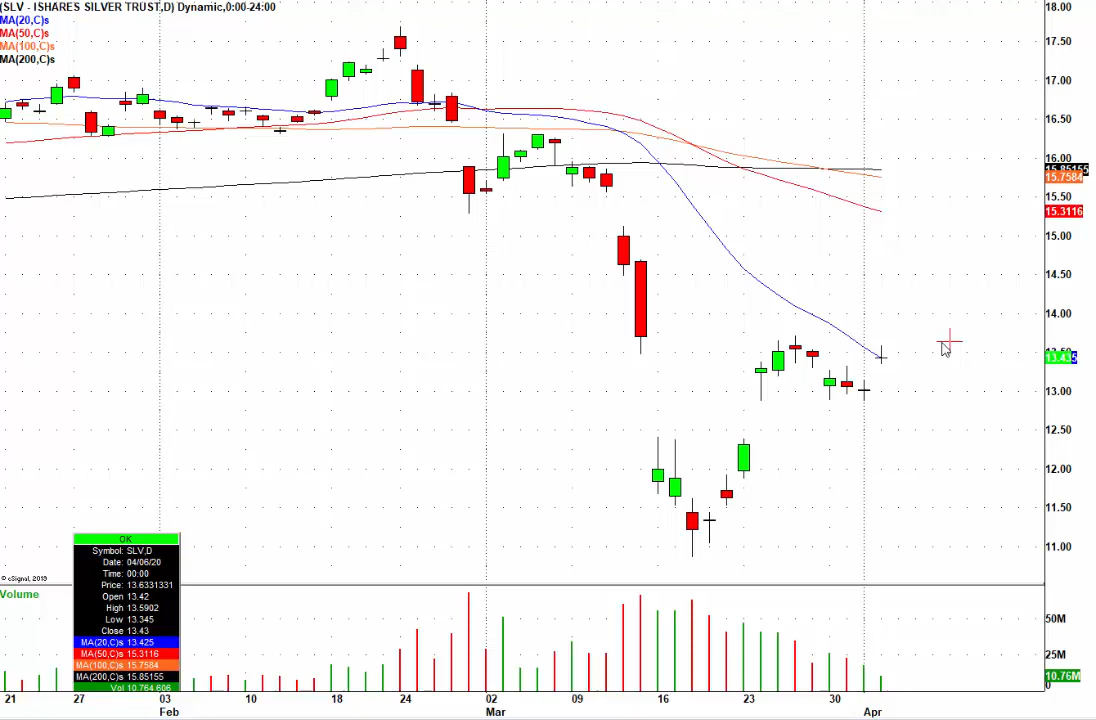 (SLV - ISHARES SILVER TRUST,D) Dynamic,0:00-24:00
MA(20,C)s
MA(50,C)s
MA(100,C)s
MA(200,C)s
18.00
17.50
17.00
16.50
16.00
15.85155
15.7584
15.50
15.3116
15.00
14.50
14.00
13.50
13.00
12.50
12.00
11.50
11.00
OK
Symbol: SLV,D
Date: 04/06/20
Time: 00:00
Price: 13.6331331
Open 13.42
High 13.5902
Low 13.345
Close 13.43
MA(20,C)s 13.425
MA(50,C)s 15.3116
MA(100,C)s 15.7584
MA(200,C)s 15.85155
Vol 10,764,606
© eSignal, 2019
Volume
50M
25M
10.76M
0
21 27 03 10 18 24 02 09 16 23 30
Feb Mar Apr